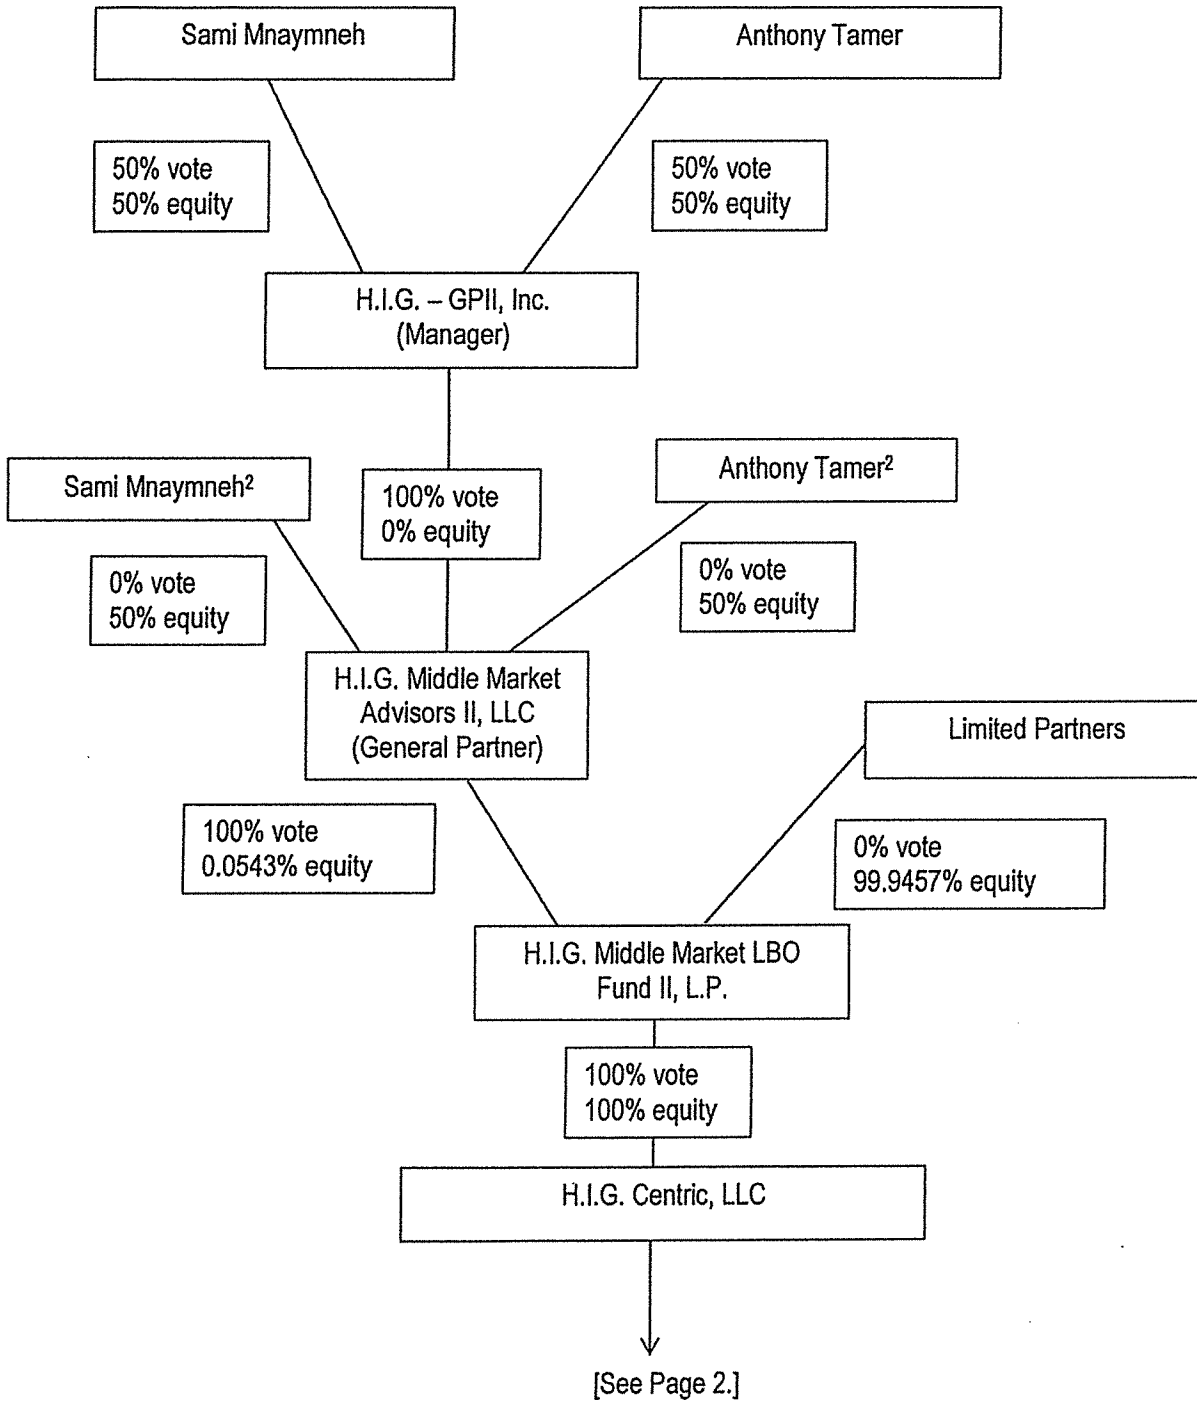 Sami Mnaymneh
Anthony Tamer
50% vote
50% equity
50% vote
50% equity
H.I.G. – GPII, Inc.
(Manager)
Sami Mnaymneh²
Anthony Tamer²
100% vote
0% equity
0% vote
50% equity
0% vote
50% equity
H.I.G. Middle Market
Advisors II, LLC
(General Partner)
Limited Partners
100% vote
0.0543% equity
0% vote
99.9457% equity
H.I.G. Middle Market LBO
Fund II, L.P.
100% vote
100% equity
H.I.G. Centric, LLC
[See Page 2.]